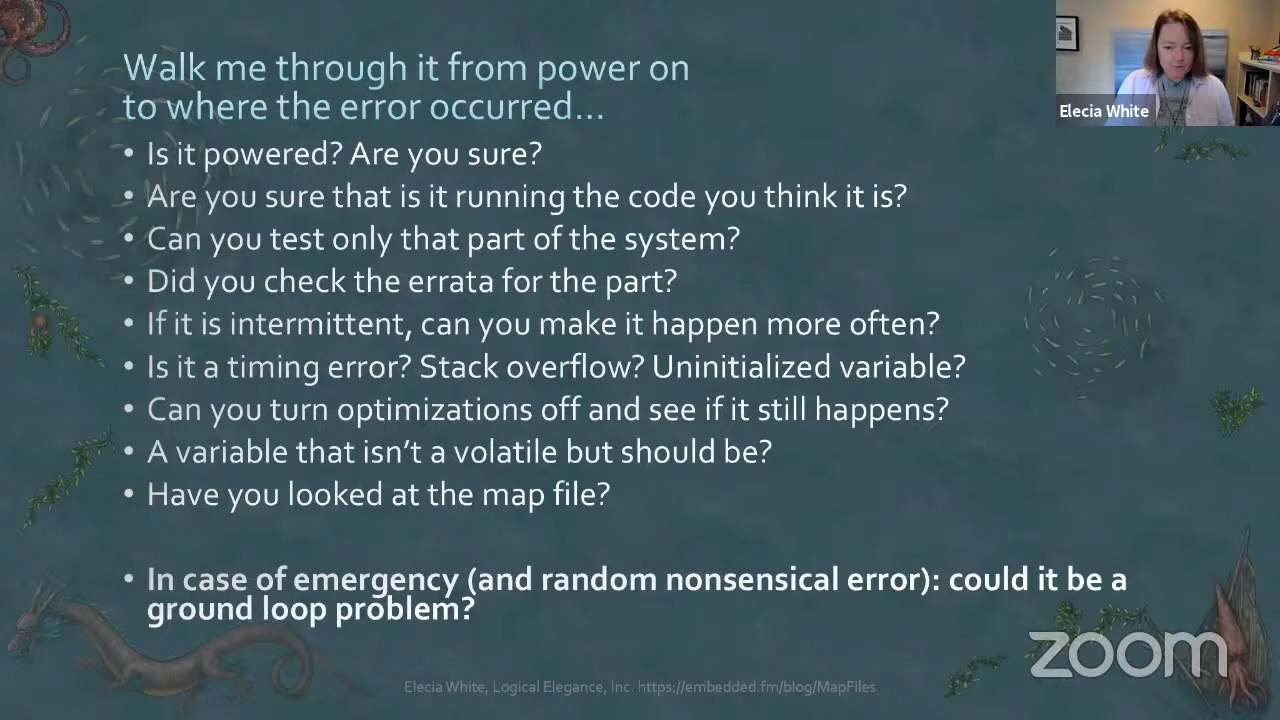 Walk me through it from power on
to where the error occurred...
Elecia White
• Is it powered? Are you sure?
• Are you sure that is it running the code you think it is?
• Can you test only that part of the system?
• Did you check the errata for the part?
• If it is intermittent, can you make it happen more often?
• Is it a timing error? Stack overflow? Uninitialized variable?
• Can you turn optimizations off and see if it still happens?
• A variable that isn’t a volatile but should be?
• Have you looked at the map file?
• In case of emergency (and random nonsensical error): could it be a
ground loop problem?
zoom
Elecia White, Logical Elegance, Inc. https://embedded.fm/blog/MapFiles